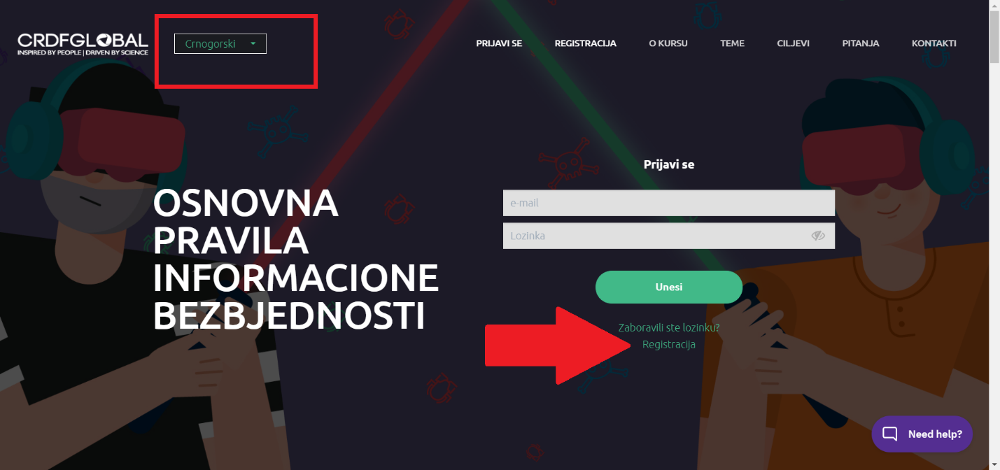 CRDFGLOBAL
INSPIRED BY PEOPLE | DRIVEN BY SCIENCE
Crnogorski
PRIJAVI SE
REGISTRACIJA
O KURSU
TEME
CILJEVI
PITANJA
KONTAKTI
OSNOVNA
PRAVILA
INFORMACIONE
BEZBJEDNOSTI
Prijavi se
e-mail
Lozinka
Unesi
Zaboravili ste lozinku?
Registracija
Need help?